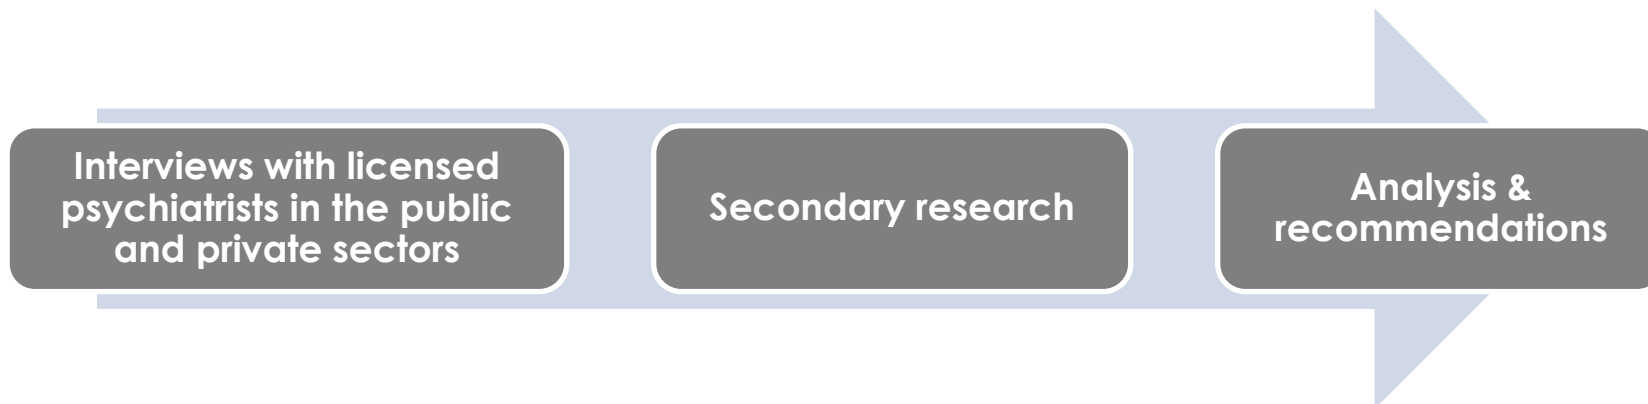 Interviews with licensed
psychiatrists in the public
and private sectors
Secondary research
Analysis &
recommendations